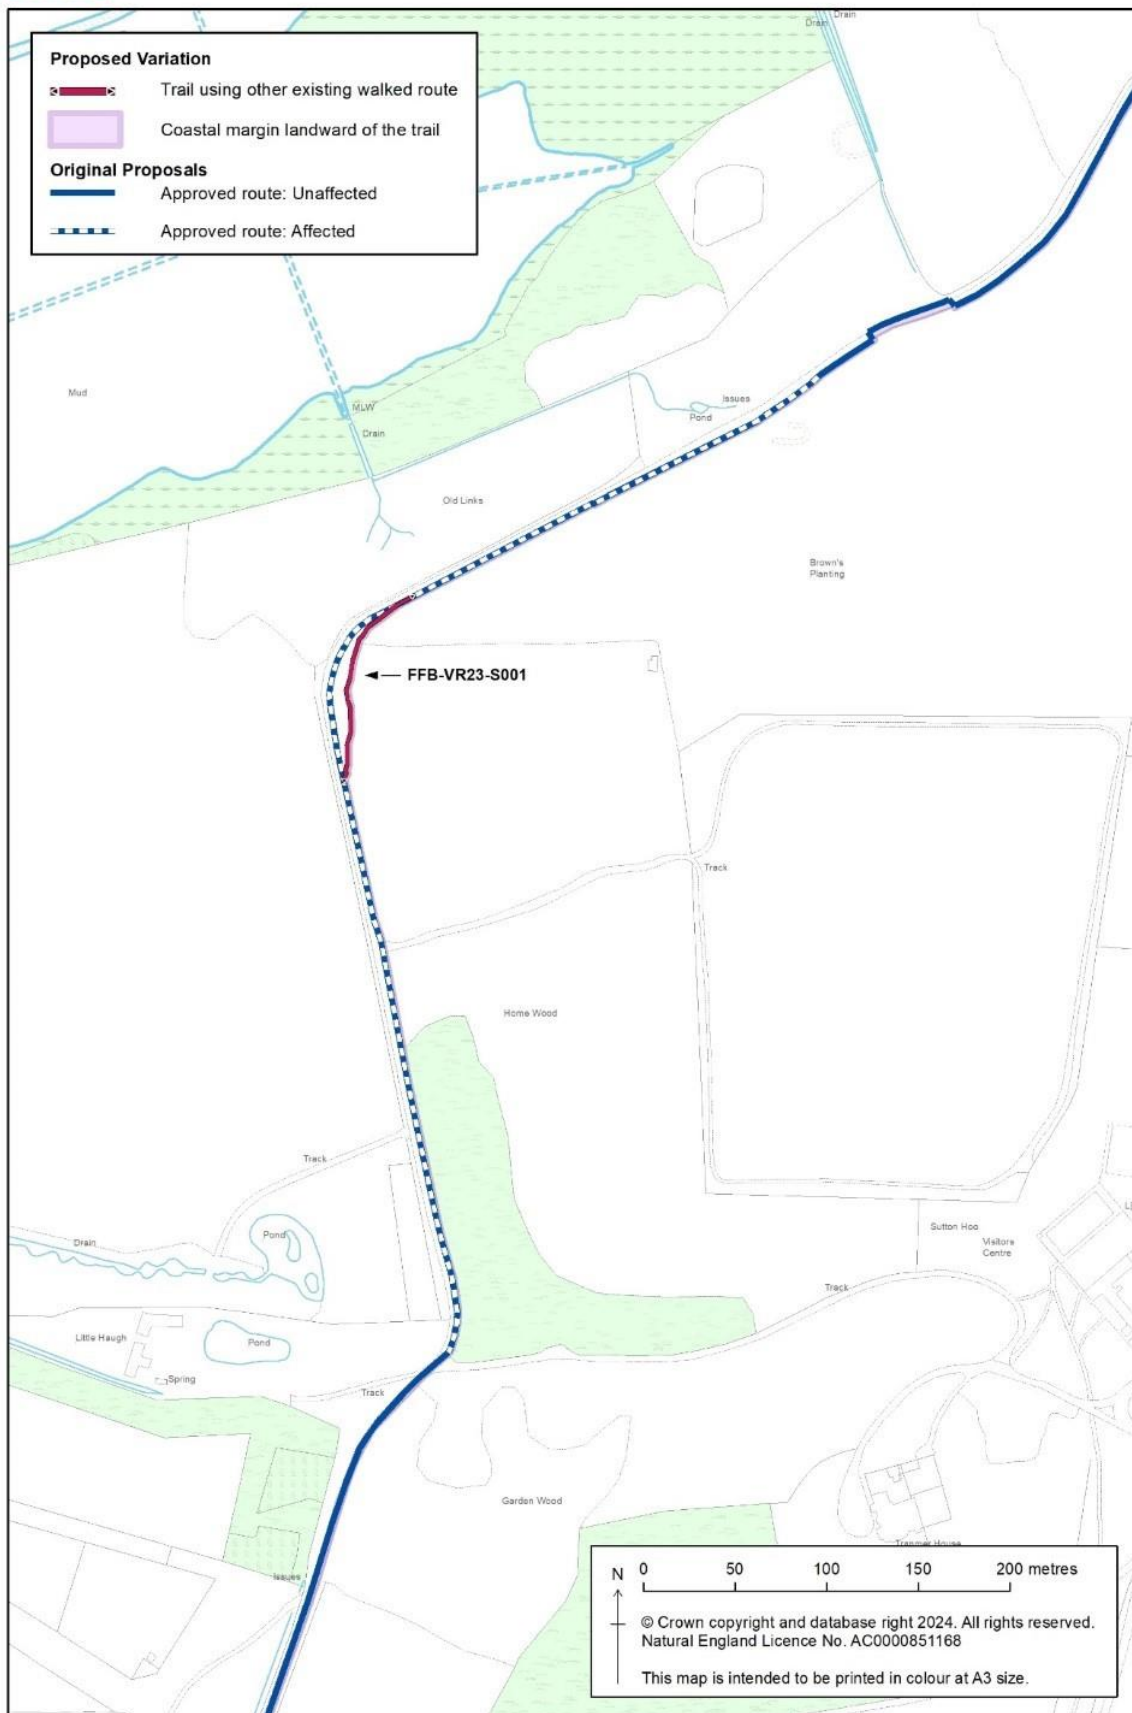 Drain
Drain
Proposed Variation
Trail using other existing walked route
Coastal margin landward of the trail
Original Proposals
Approved route: Unaffected
Approved route: Affected
Mud
MLW
Drain
Issues
Pond
Old Links
Brown's
Planting
FFB-VR23-S001
Track
Home Wood
Track
Pond
Drain
Sutton Hoo
Visitors
Centre
Track
Little Haugh
Pond
Spring
Track
Garden Wood
Tranmer House
Issues
N
0 50 100 150 200 metres
© Crown copyright and database right 2024. All rights reserved.
Natural England Licence No. AC0000851168
This map is intended to be printed in colour at A3 size.